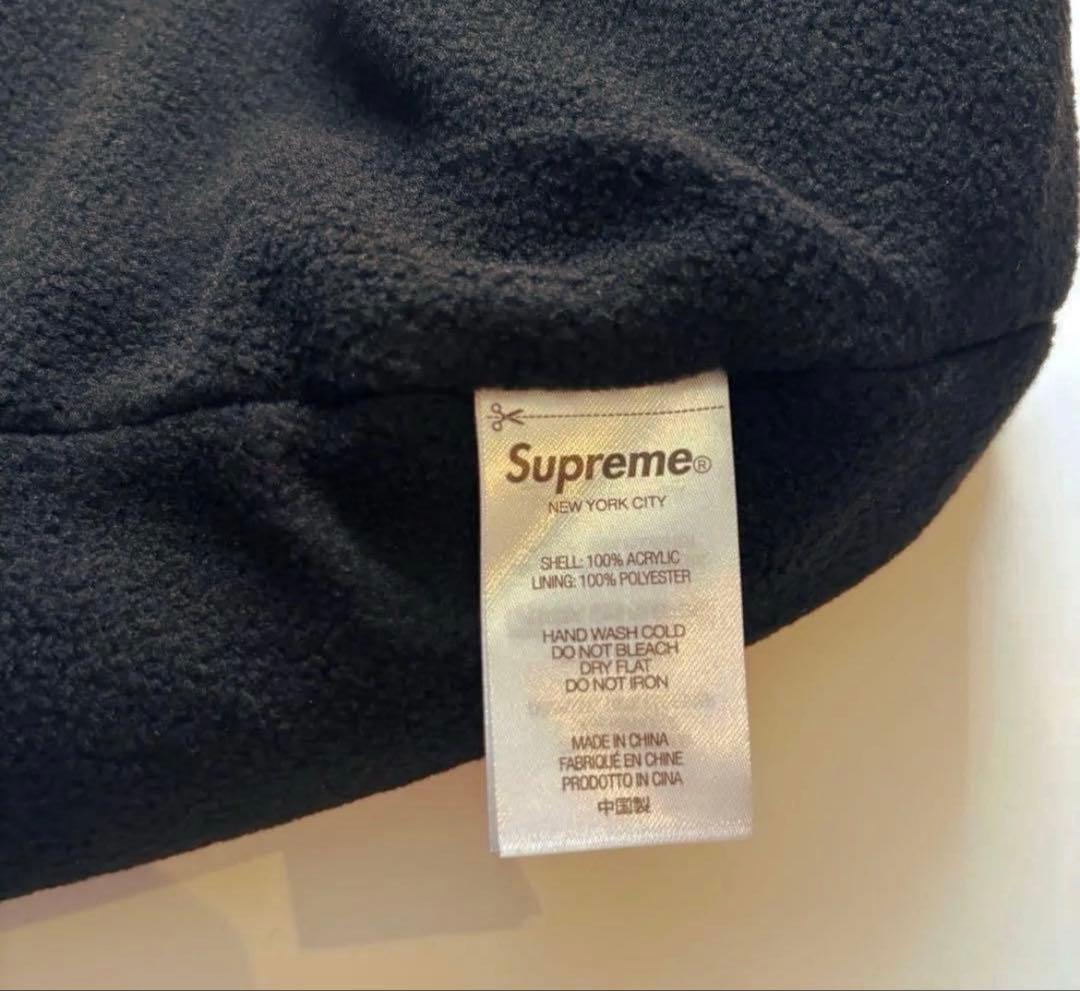 Supreme®
NEW YORK CITY
SHELL: 100% ACRYLIC
LINING: 100% POLYESTER
HAND WASH COLD
DO NOT BLEACH
DRY FLAT
DO NOT IRON
MADE IN CHINA
FABRIQUÉ EN CHINE
PRODOTTO IN CINA
中国製